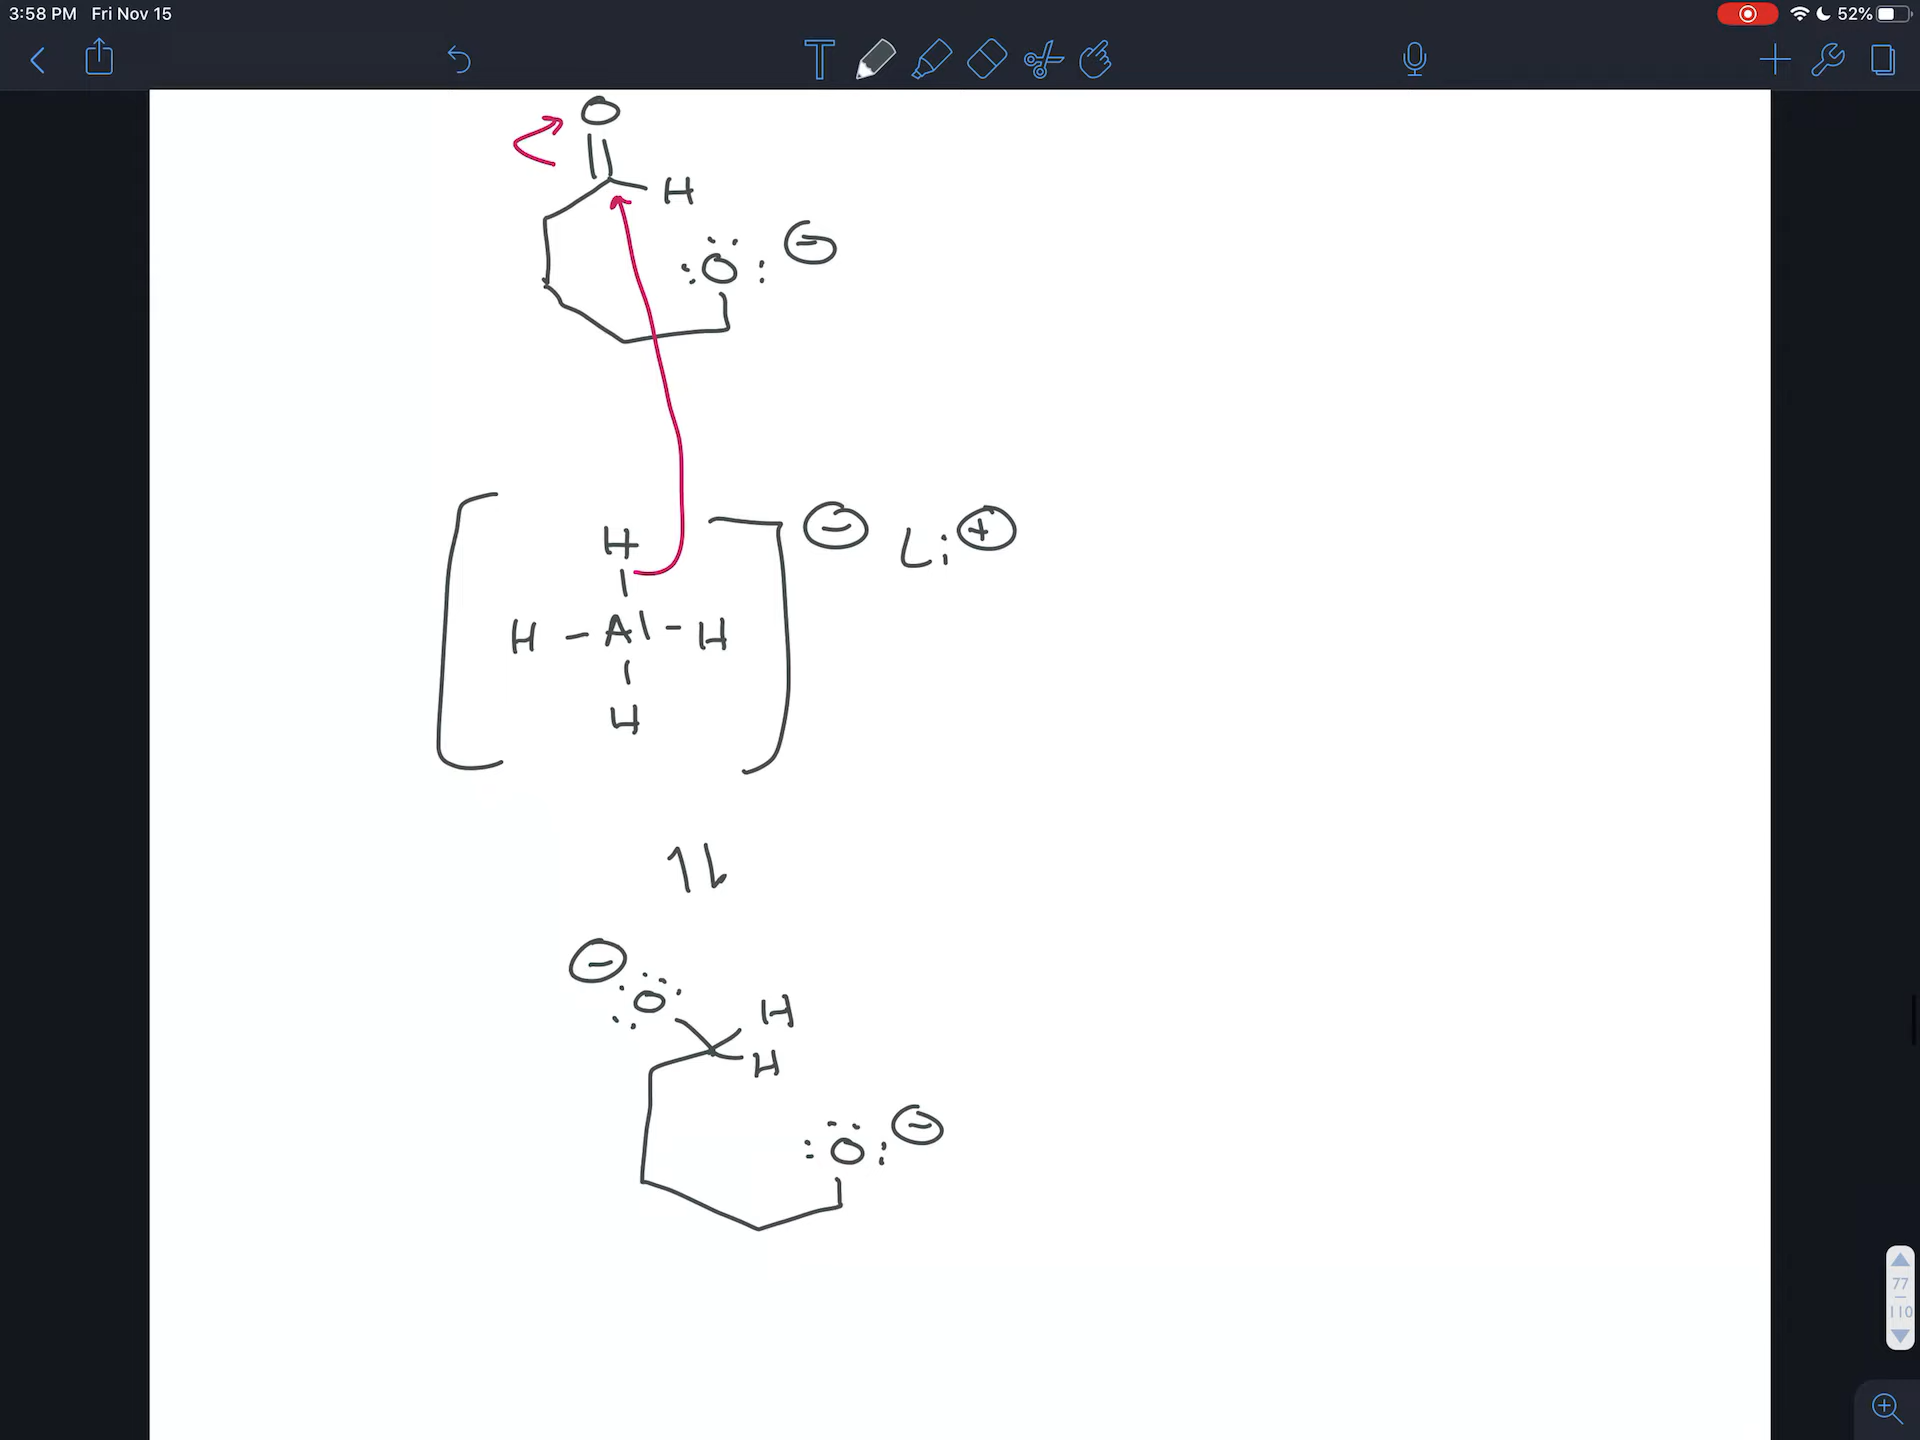 3:58 PM Fri Nov 15
52%
T
O
H
:O: −
H
− Li +
H - Al - H
H
− O H
H
:O: −
77
110